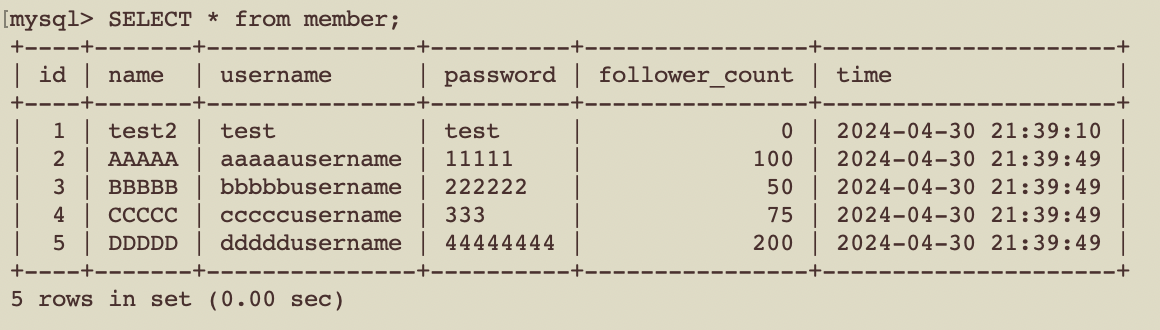 [mysql> SELECT * from member;
+----+-------+---------------+----------+----------------+---------------------+
| id | name  | username      | password | follower_count | time                |
+----+-------+---------------+----------+----------------+---------------------+
|  1 | test2 | test          | test     |              0 | 2024-04-30 21:39:10 |
|  2 | AAAAA | aaaaausername | 11111    |            100 | 2024-04-30 21:39:49 |
|  3 | BBBBB | bbbbbusername | 222222   |             50 | 2024-04-30 21:39:49 |
|  4 | CCCCC | cccccusername | 333      |             75 | 2024-04-30 21:39:49 |
|  5 | DDDDD | dddddusername | 44444444 |            200 | 2024-04-30 21:39:49 |
+----+-------+---------------+----------+----------------+---------------------+
5 rows in set (0.00 sec)